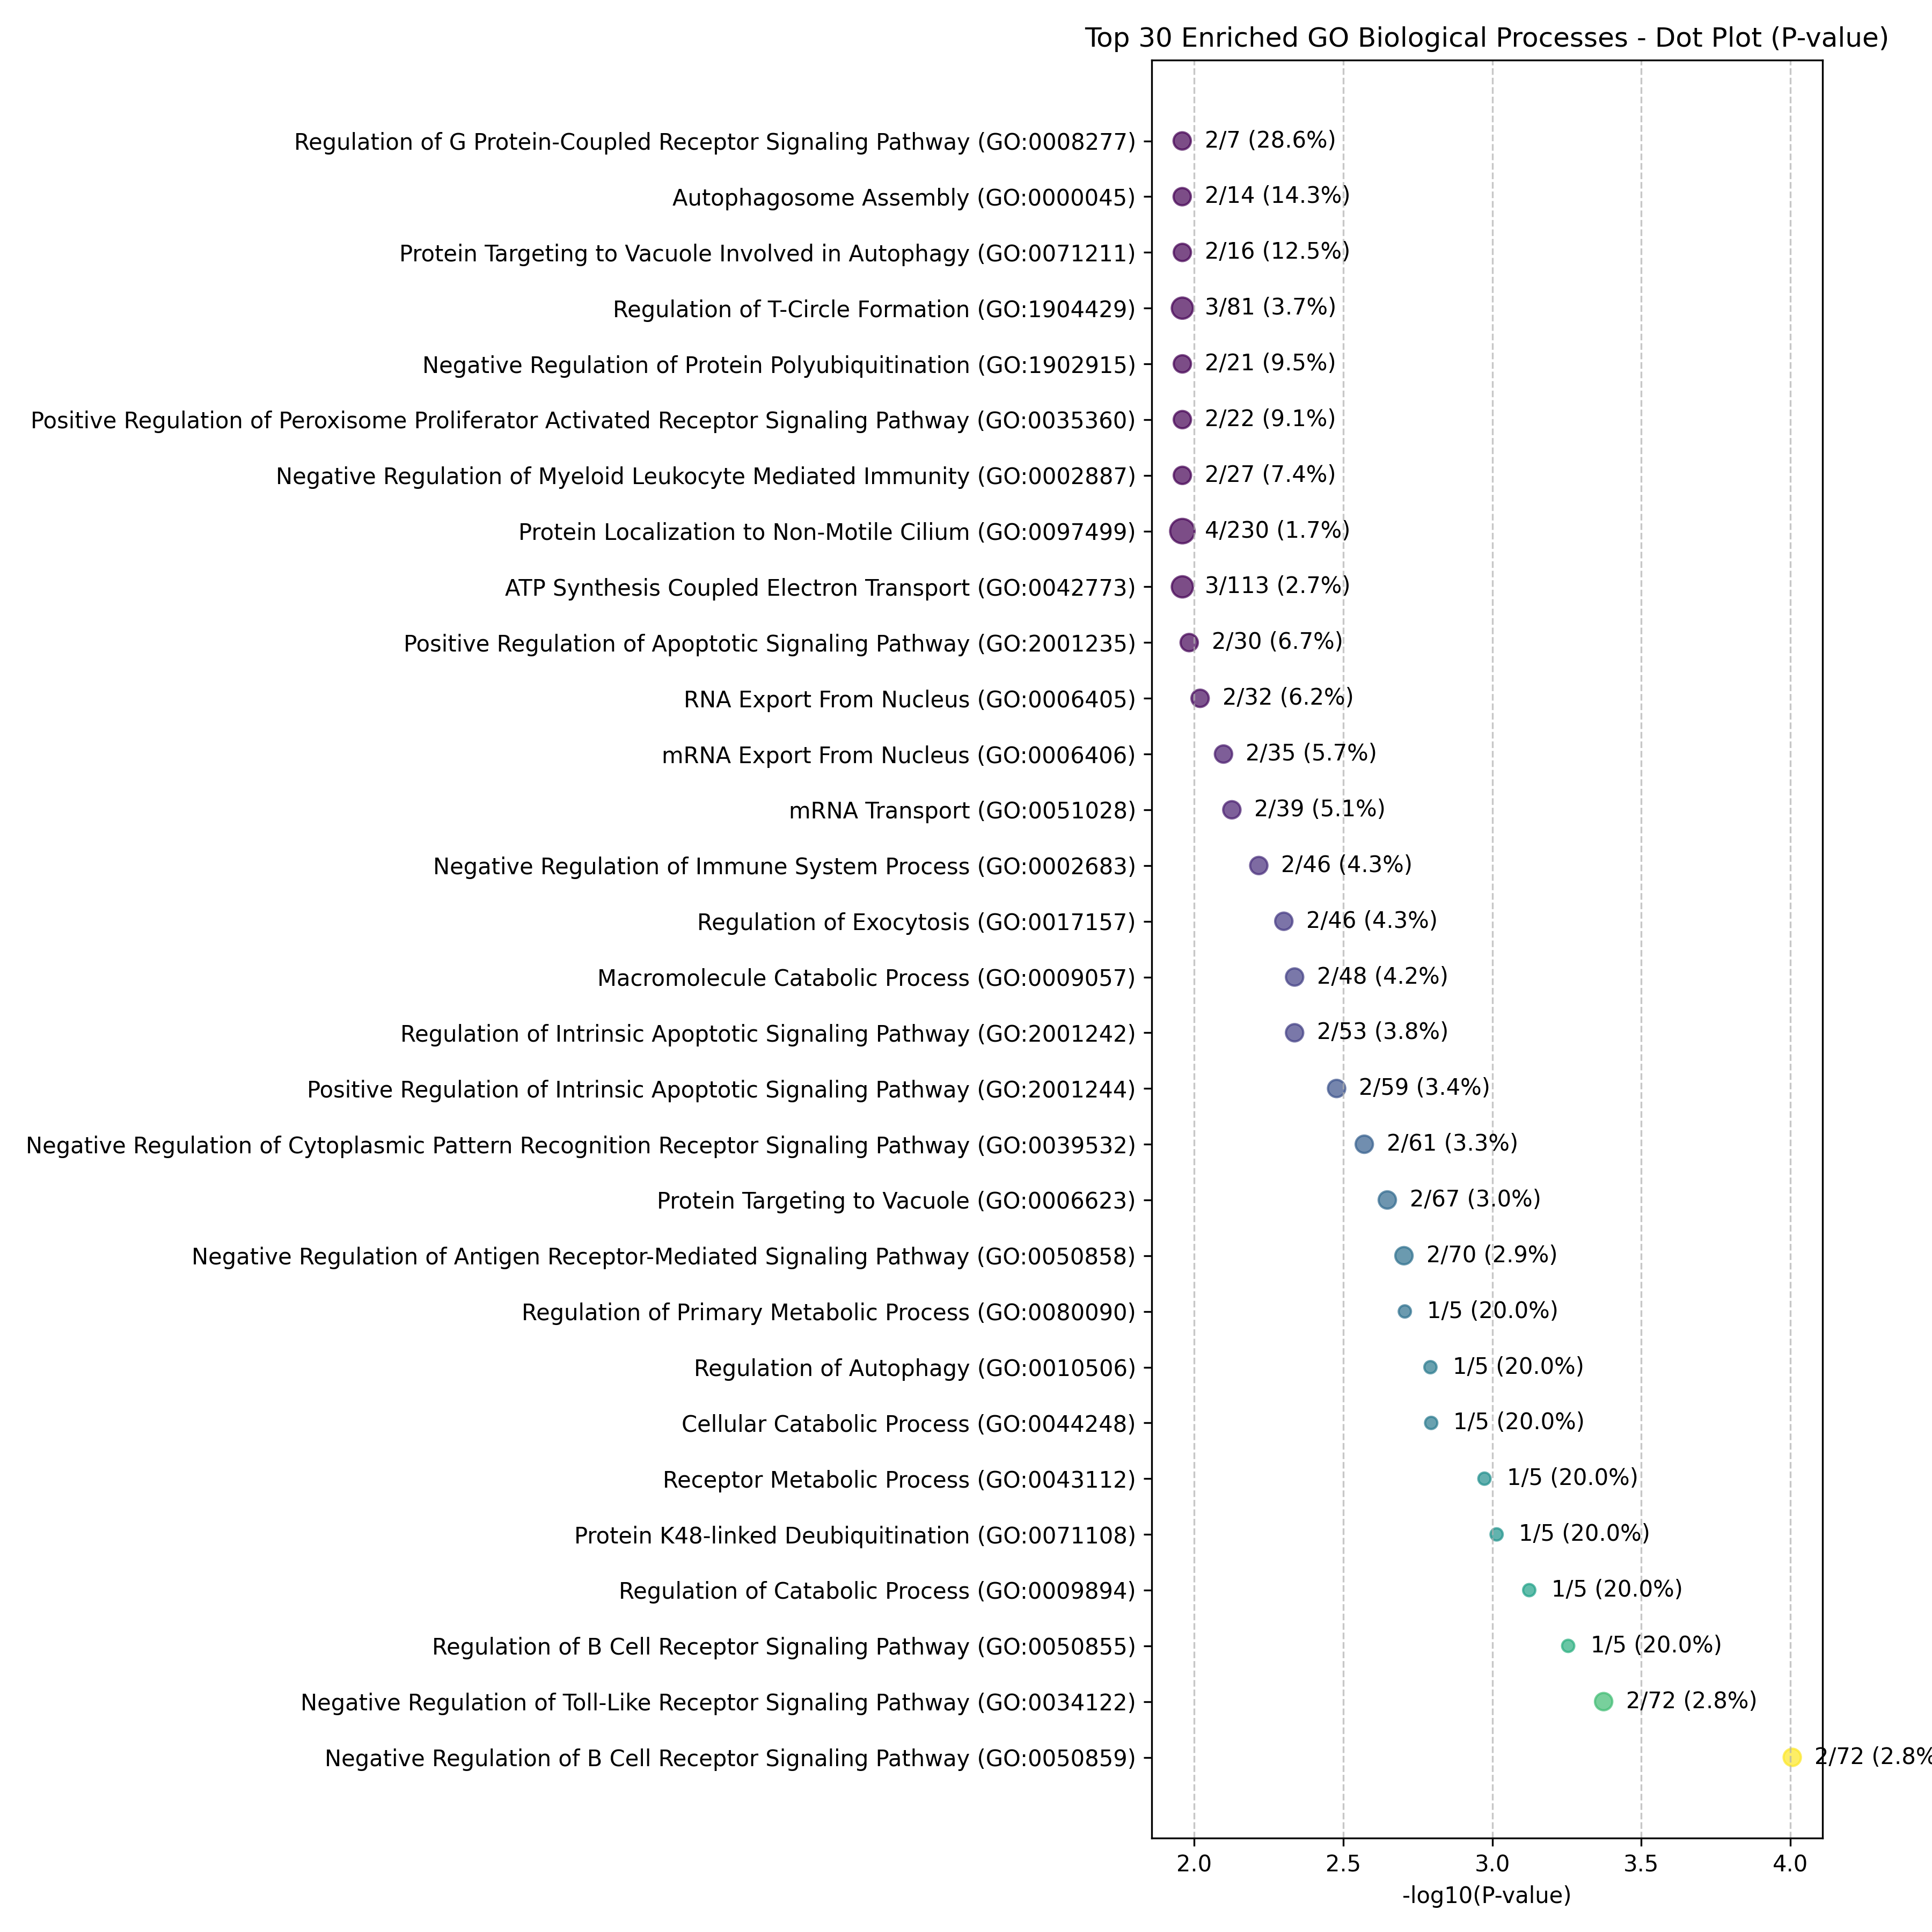 Top 30 Enriched GO Biological Processes - Dot Plot (P-value)
Regulation of G Protein-Coupled Receptor Signaling Pathway (GO:0008277) 2/7 (28.6%)
Autophagosome Assembly (GO:0000045) 2/14 (14.3%)
Protein Targeting to Vacuole Involved in Autophagy (GO:0071211) 2/16 (12.5%)
Regulation of T-Circle Formation (GO:1904429) 3/81 (3.7%)
Negative Regulation of Protein Polyubiquitination (GO:1902915) 2/21 (9.5%)
Positive Regulation of Peroxisome Proliferator Activated Receptor Signaling Pathway (GO:0035360) 2/22 (9.1%)
Negative Regulation of Myeloid Leukocyte Mediated Immunity (GO:0002887) 2/27 (7.4%)
Protein Localization to Non-Motile Cilium (GO:0097499) 4/230 (1.7%)
ATP Synthesis Coupled Electron Transport (GO:0042773) 3/113 (2.7%)
Positive Regulation of Apoptotic Signaling Pathway (GO:2001235) 2/30 (6.7%)
RNA Export From Nucleus (GO:0006405) 2/32 (6.2%)
mRNA Export From Nucleus (GO:0006406) 2/35 (5.7%)
mRNA Transport (GO:0051028) 2/39 (5.1%)
Negative Regulation of Immune System Process (GO:0002683) 2/46 (4.3%)
Regulation of Exocytosis (GO:0017157) 2/46 (4.3%)
Macromolecule Catabolic Process (GO:0009057) 2/48 (4.2%)
Regulation of Intrinsic Apoptotic Signaling Pathway (GO:2001242) 2/53 (3.8%)
Positive Regulation of Intrinsic Apoptotic Signaling Pathway (GO:2001244) 2/59 (3.4%)
Negative Regulation of Cytoplasmic Pattern Recognition Receptor Signaling Pathway (GO:0039532) 2/61 (3.3%)
Protein Targeting to Vacuole (GO:0006623) 2/67 (3.0%)
Negative Regulation of Antigen Receptor-Mediated Signaling Pathway (GO:0050858) 2/70 (2.9%)
Regulation of Primary Metabolic Process (GO:0080090) 1/5 (20.0%)
Regulation of Autophagy (GO:0010506) 1/5 (20.0%)
Cellular Catabolic Process (GO:0044248) 1/5 (20.0%)
Receptor Metabolic Process (GO:0043112) 1/5 (20.0%)
Protein K48-linked Deubiquitination (GO:0071108) 1/5 (20.0%)
Regulation of Catabolic Process (GO:0009894) 1/5 (20.0%)
Regulation of B Cell Receptor Signaling Pathway (GO:0050855) 1/5 (20.0%)
Negative Regulation of Toll-Like Receptor Signaling Pathway (GO:0034122) 2/72 (2.8%)
Negative Regulation of B Cell Receptor Signaling Pathway (GO:0050859) 2/72 (2.8%
2.0 2.5 3.0 3.5 4.0
-log10(P-value)